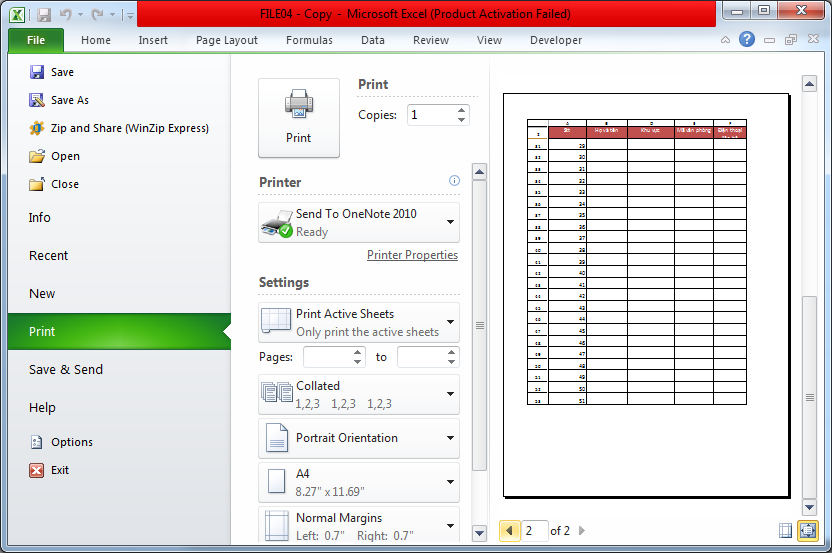 FILE04 - Copy - Microsoft Excel (Product Activation Failed)
File Home Insert Page Layout Formulas Data Review View Developer
Save
Save As
Zip and Share (WinZip Express)
Open
Close
Info
Recent
New
Print
Save & Send
Help
Options
Exit
Print
Print
Copies: 1
Printer
Send To OneNote 2010
Ready
Printer Properties
Settings
Print Active Sheets
Only print the active sheets
Pages: to
Collated
1,2,3 1,2,3 1,2,3
Portrait Orientation
A4
8.27" x 11.69"
Normal Margins
Left: 0.7" Right: 0.7"
Stt Họ và tên Khu vực Mã văn phòng Điện thoại
29
30
31
32
33
34
35
36
37
38
39
40
41
42
43
44
45
46
47
48
49
50
51
2 of 2